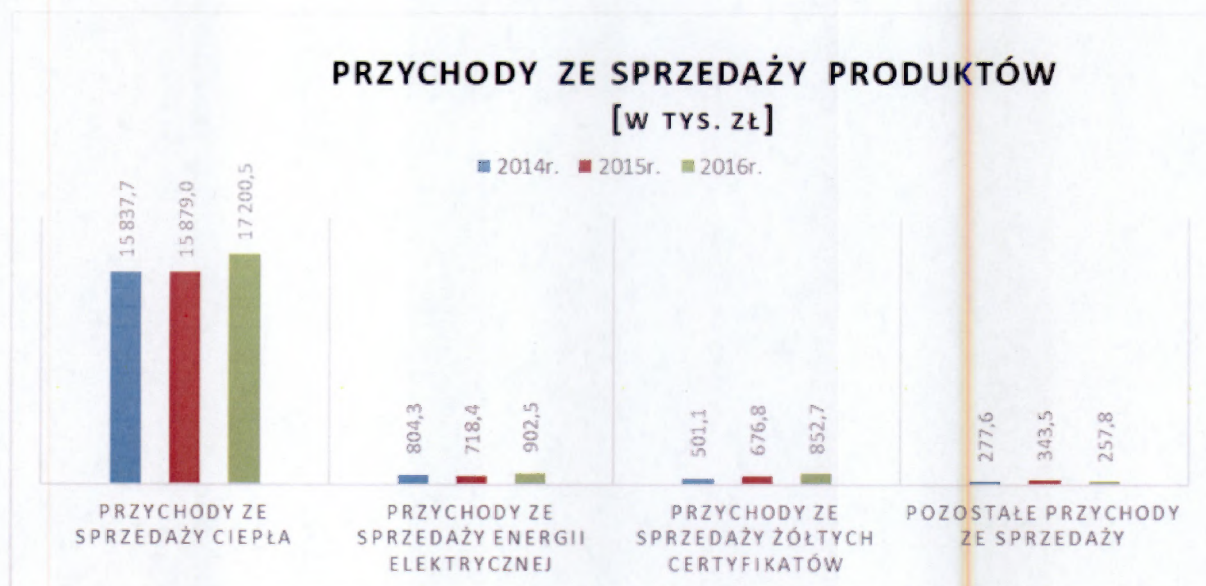 PRZYCHODY ZE SPRZEDAŻY PRODUKTÓW
[W TYS. ZŁ]
2014r. 2015r. 2016r.
15 837,7
15 879,0
17 200,5
804,3
718,4
902,5
501,1
676,8
852,7
277,6
343,5
257,8
PRZYCHODY ZE
SPRZEDAŻY CIEPŁA
PRZYCHODY ZE
SPRZEDAŻY ENERGII
ELEKTRYCZNEJ
PRZYCHODY ZE
SPRZEDAŻY ŻÓŁTYCH
CERTYFIKATÓW
POZOSTAŁE PRZYCHODY
ZE SPRZEDAŻY